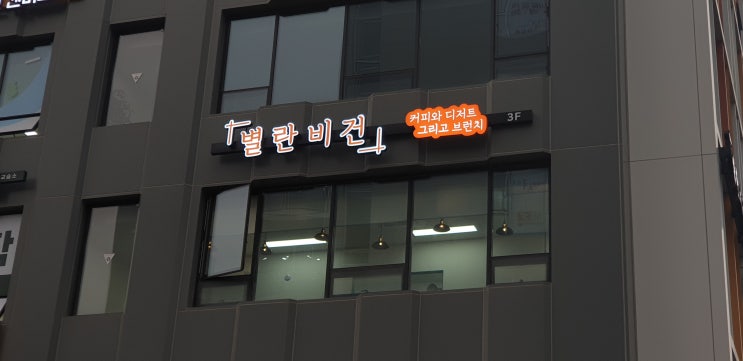 별란비건
커피와 디저트
그리고 브런치
3F